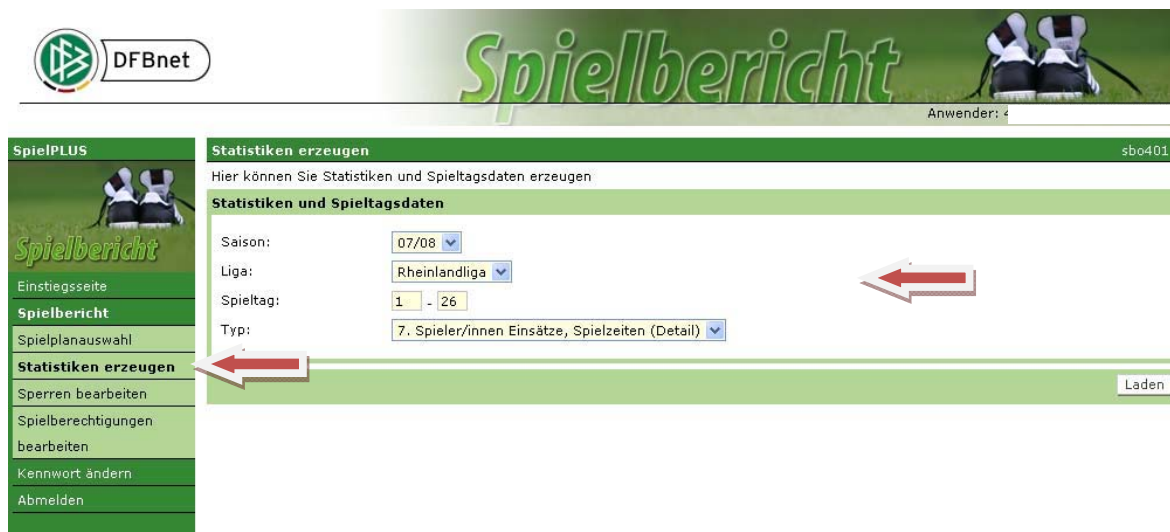 DFBnet
Spielbericht
Anwender:
SpielPLUS
Spielbericht
Einstiegsseite
Spielbericht
Spielplanauswahl
Statistiken erzeugen
Sperren bearbeiten
Spielberechtigungen
bearbeiten
Kennwort ändern
Abmelden
Statistiken erzeugen sbo401
Hier können Sie Statistiken und Spieltagsdaten erzeugen
Statistiken und Spieltagsdaten
Saison: 07/08
Liga: Rheinlandliga
Spieltag: 1 - 26
Typ: 7. Spieler/innen Einsätze, Spielzeiten (Detail)
Laden